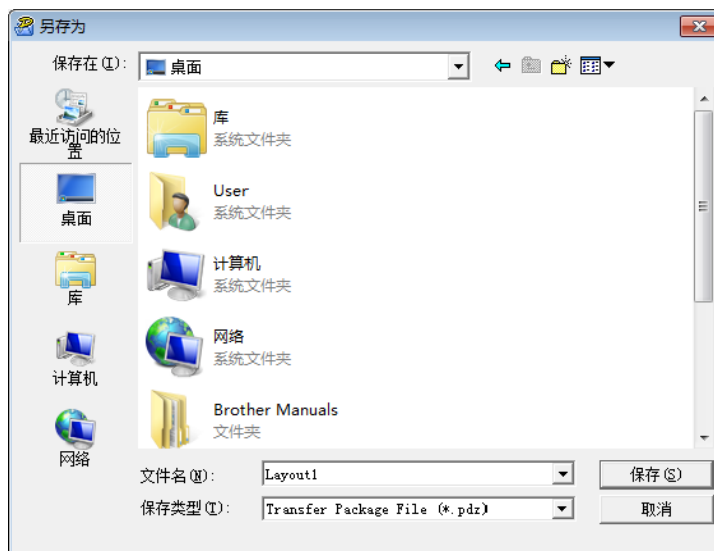 另存为
保存在(I):
桌面
最近访问的位
置
桌面
库
计算机
网络
库
系统文件夹
User
系统文件夹
计算机
系统文件夹
网络
系统文件夹
Brother Manuals
文件夹
文件名(N):
Layout1
保存(S)
保存类型(T):
Transfer Package File (*.pdz)
取消